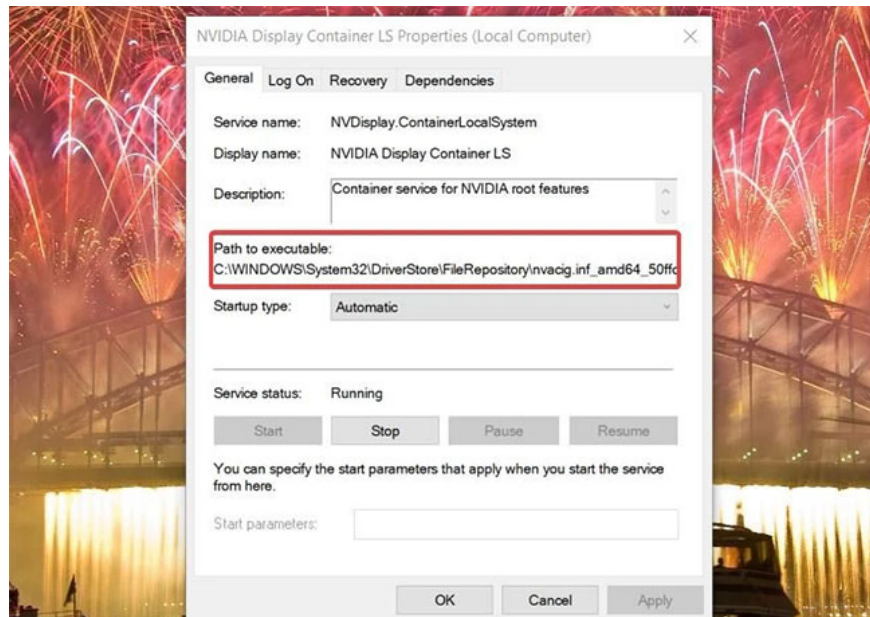 NVIDIA Display Container LS Properties (Local Computer)
General Log On Recovery Dependencies
Service name: NVDisplay.ContainerLocalSystem
Display name: NVIDIA Display Container LS
Description: Container service for NVIDIA root features
Path to executable:
C:\WINDOWS\System32\DriverStore\FileRepository\nvacig.inf_amd64_50ffc
Startup type: Automatic
Service status: Running
Start Stop Pause Resume
You can specify the start parameters that apply when you start the service
from here.
Start parameters:
OK Cancel Apply